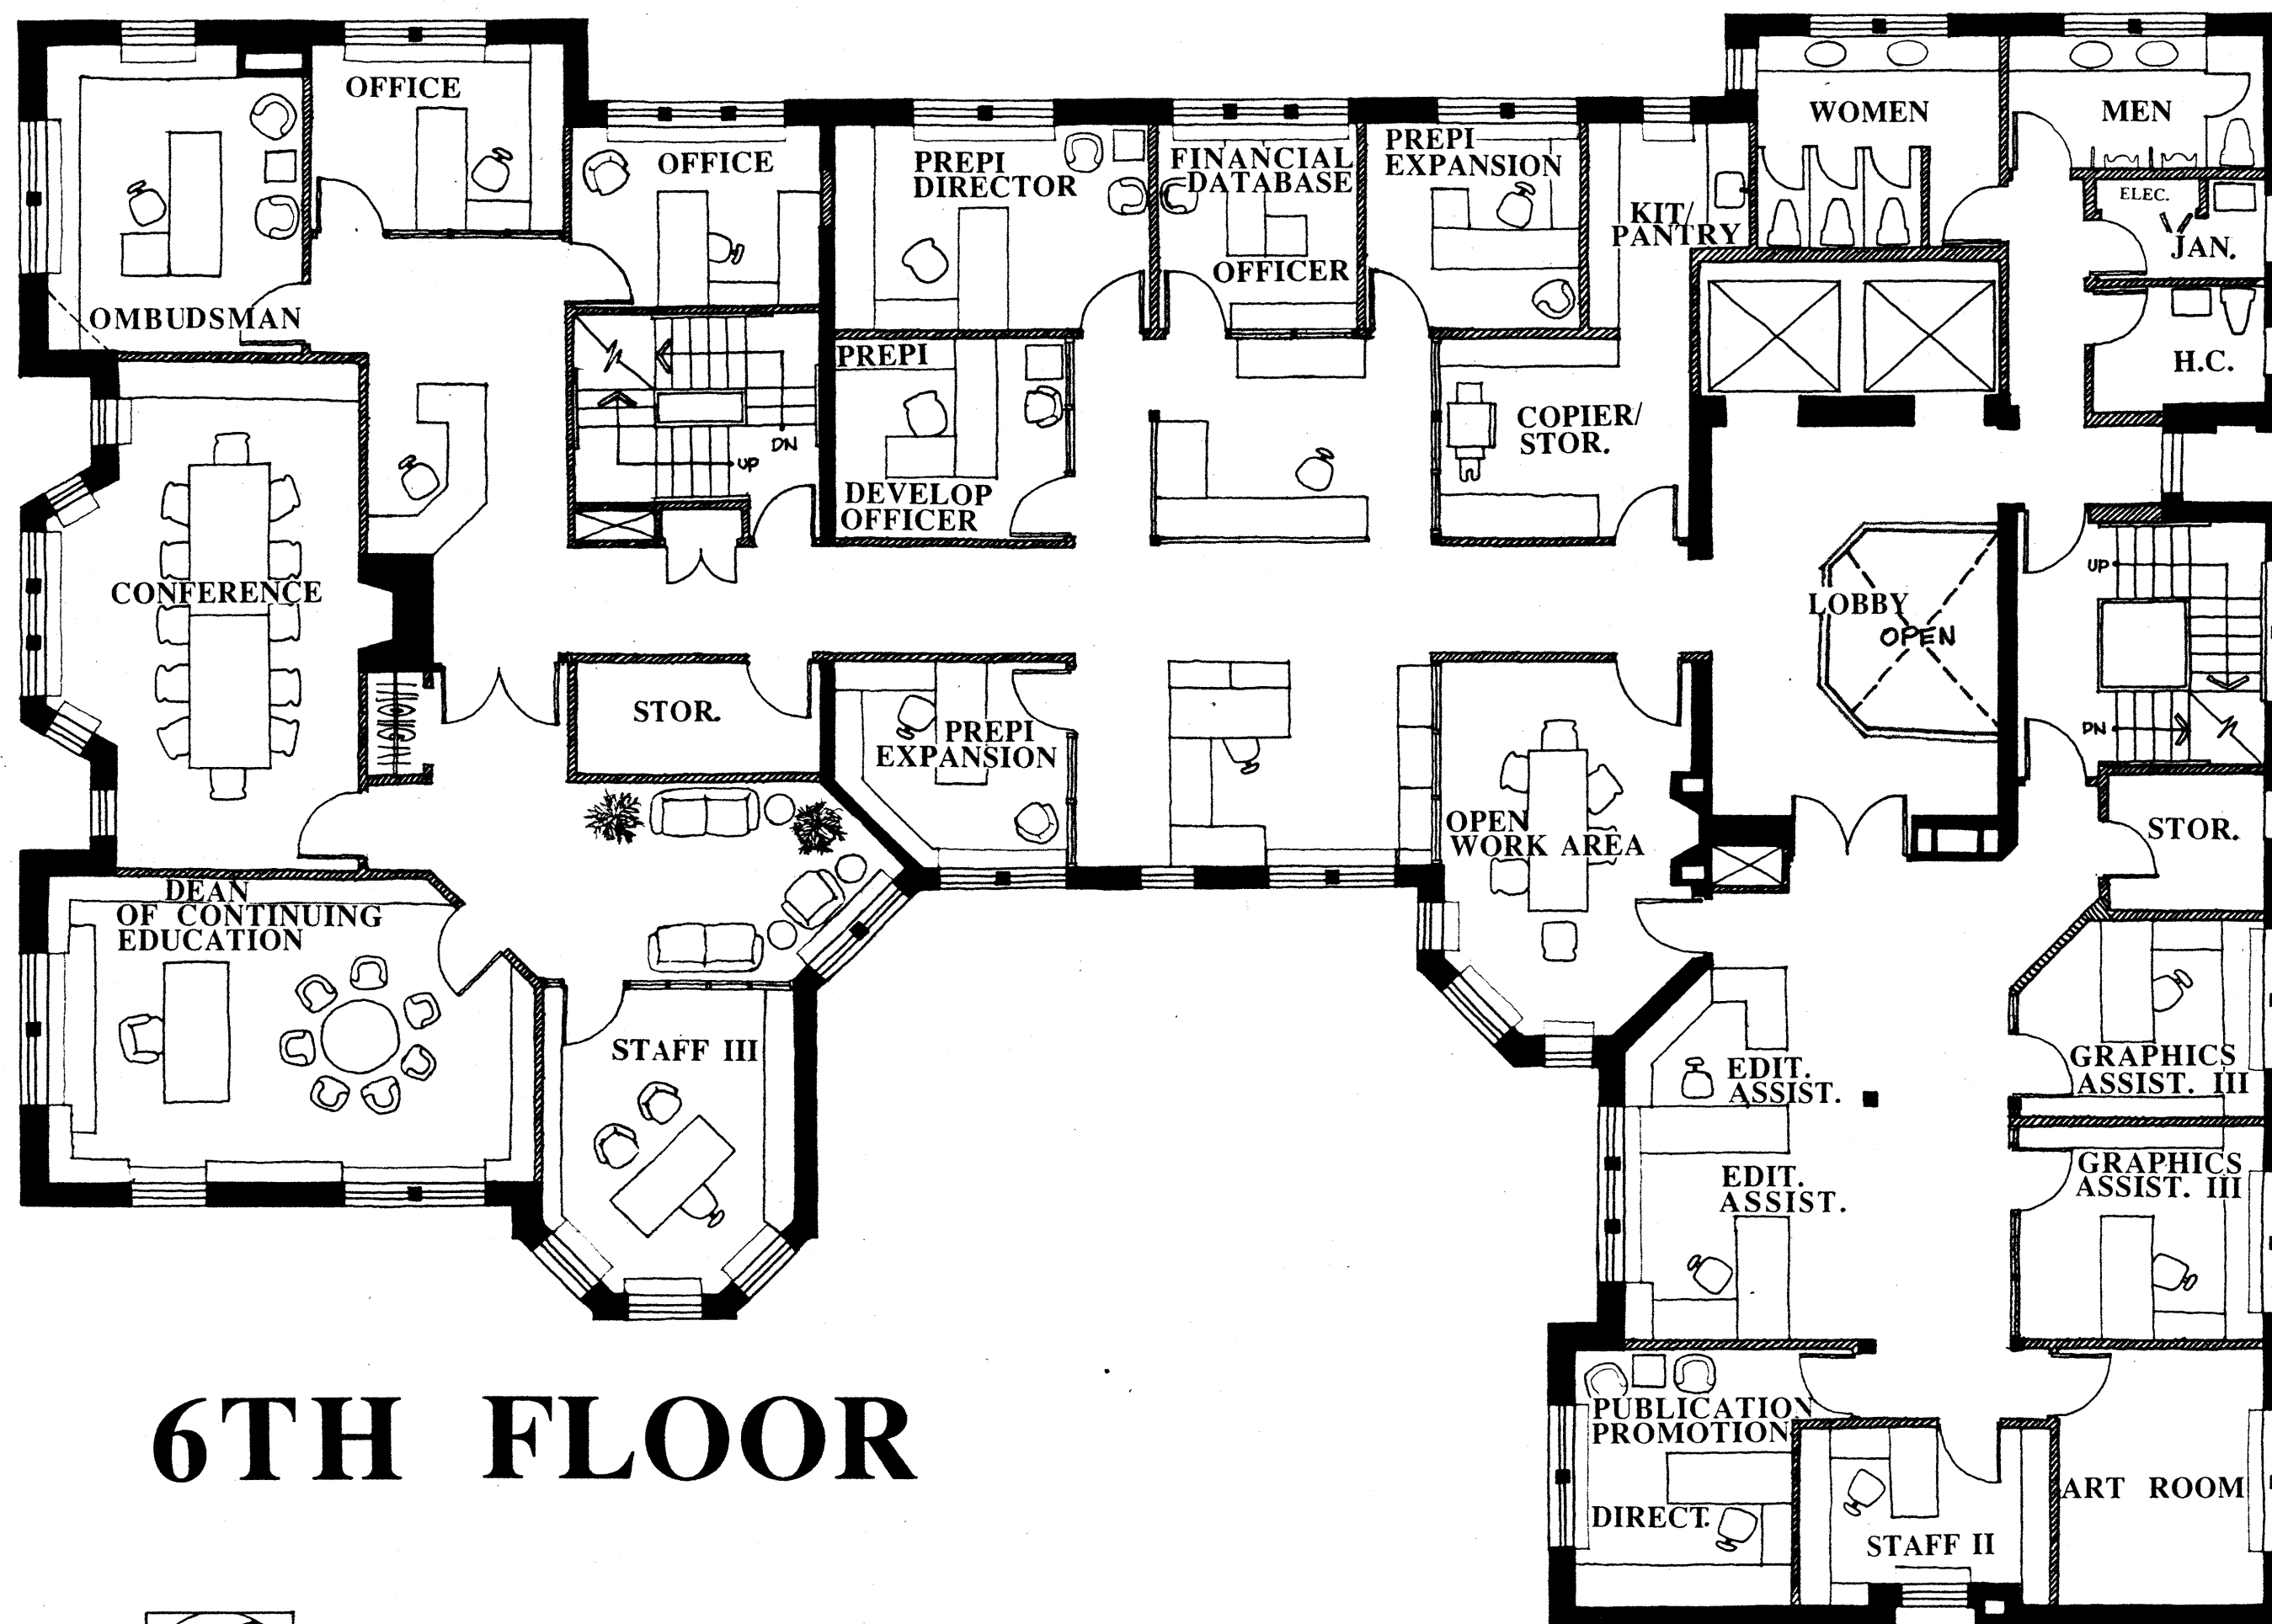 OFFICE
OFFICE
OMBUDSMAN
PREPI
DIRECTOR
FINANCIAL
DATABASE
OFFICER
PREPI
EXPANSION
KIT/
PANTRY
WOMEN
MEN
ELEC.
JAN.
H.C.
PREPI
DEVELOP
OFFICER
DN
UP
COPIER/
STOR.
CONFERENCE
LOBBY
OPEN
UP
DN
STOR.
PREPI
EXPANSION
OPEN
WORK AREA
STOR.
DEAN
OF CONTINUING
EDUCATION
STAFF III
EDIT.
ASSIST.
GRAPHICS
ASSIST. III
EDIT.
ASSIST.
GRAPHICS
ASSIST. III
PUBLICATION
PROMOTION
DIRECT.
STAFF II
ART ROOM
6TH FLOOR